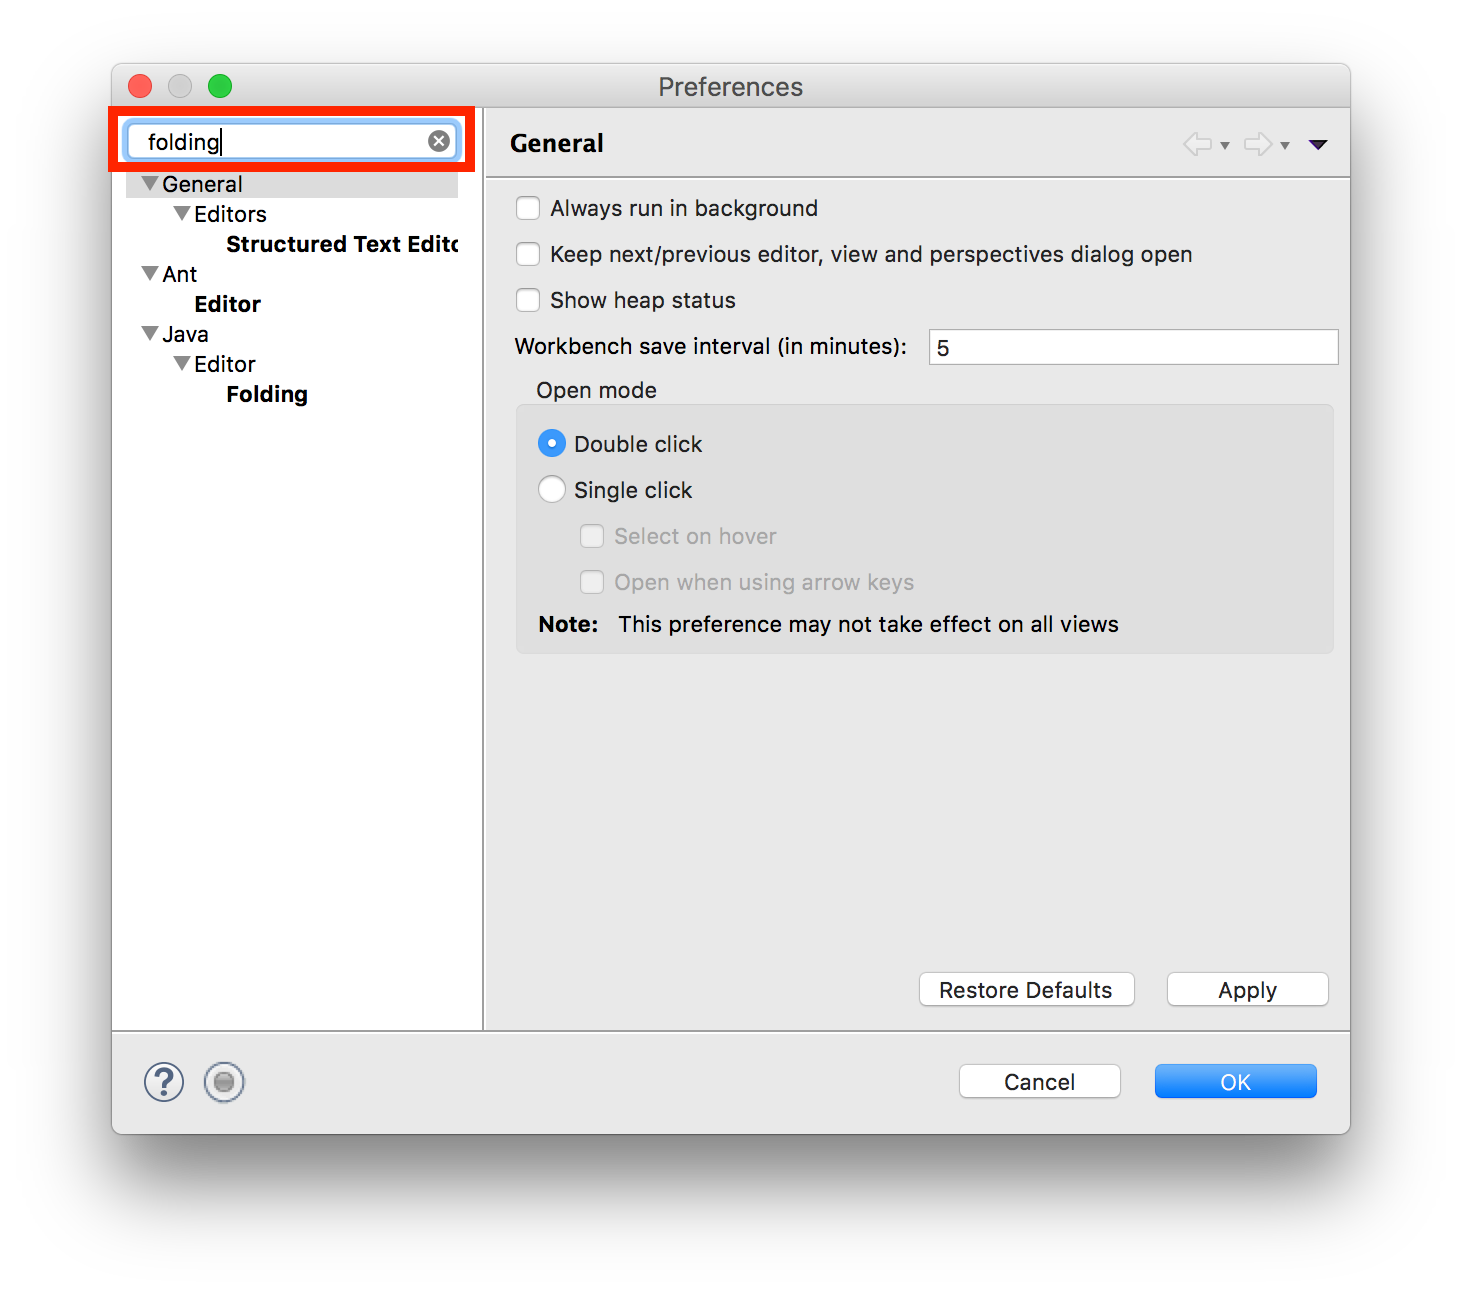 Preferences
folding
General
Editors
Structured Text Edito
Ant
Editor
Java
Editor
Folding
General
Always run in background
Keep next/previous editor, view and perspectives dialog open
Show heap status
Workbench save interval (in minutes): 5
Open mode
Double click
Single click
Select on hover
Open when using arrow keys
Note: This preference may not take effect on all views
Restore Defaults Apply
? Cancel OK